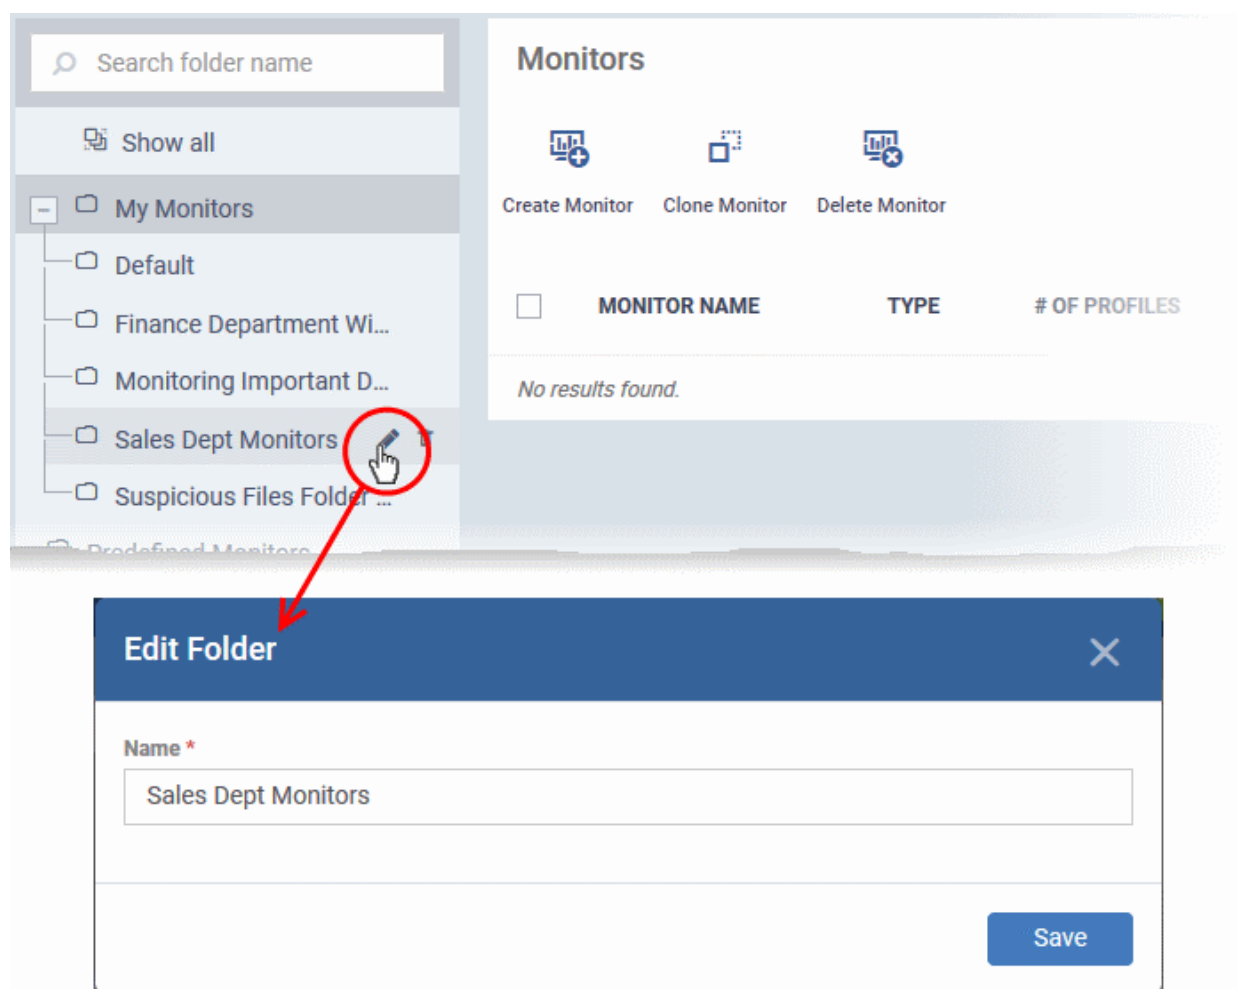 Search folder name
Show all
My Monitors
Default
Finance Department Wi...
Monitoring Important D...
Sales Dept Monitors
Suspicious Files Folder ...
Predefined Monitors
Monitors
Create Monitor
Clone Monitor
Delete Monitor
MONITOR NAME
TYPE
# OF PROFILES
No results found.
Edit Folder
Name *
Sales Dept Monitors
Save